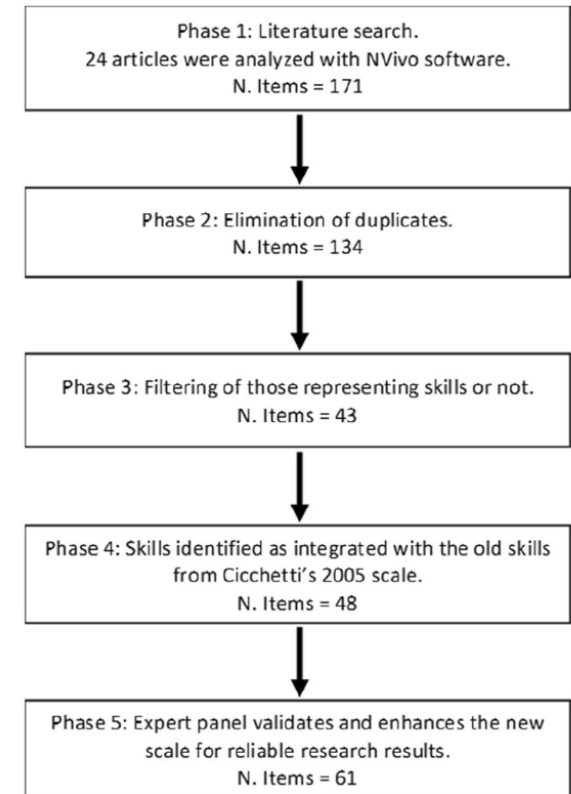 Phase 1: Literature search.
24 articles were analyzed with NVivo software.
N. Items = 171
Phase 2: Elimination of duplicates.
N. Items = 134
Phase 3: Filtering of those representing skills or not.
N. Items = 43
Phase 4: Skills identified as integrated with the old skills
from Cicchetti's 2005 scale.
N. Items = 48
Phase 5: Expert panel validates and enhances the new
scale for reliable research results.
N. Items = 61